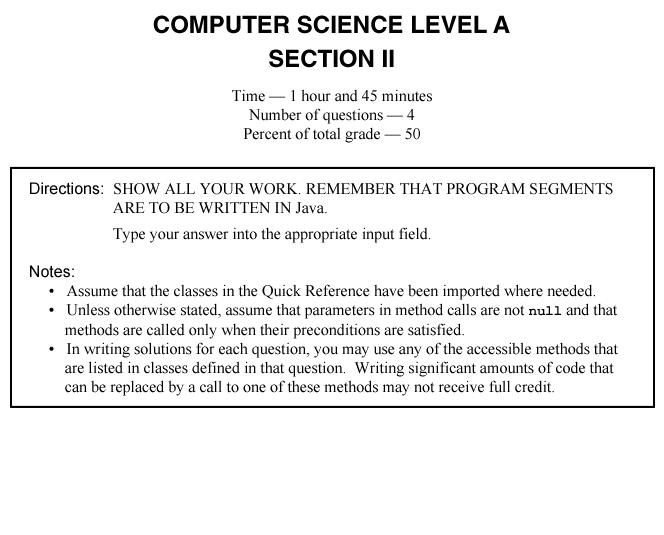 COMPUTER SCIENCE LEVEL A
SECTION II
Time — 1 hour and 45 minutes
Number of questions — 4
Percent of total grade — 50
Directions: SHOW ALL YOUR WORK. REMEMBER THAT PROGRAM SEGMENTS
ARE TO BE WRITTEN IN Java.
Type your answer into the appropriate input field.
Notes:
• Assume that the classes in the Quick Reference have been imported where needed.
• Unless otherwise stated, assume that parameters in method calls are not null and that
methods are called only when their preconditions are satisfied.
• In writing solutions for each question, you may use any of the accessible methods that
are listed in classes defined in that question. Writing significant amounts of code that
can be replaced by a call to one of these methods may not receive full credit.